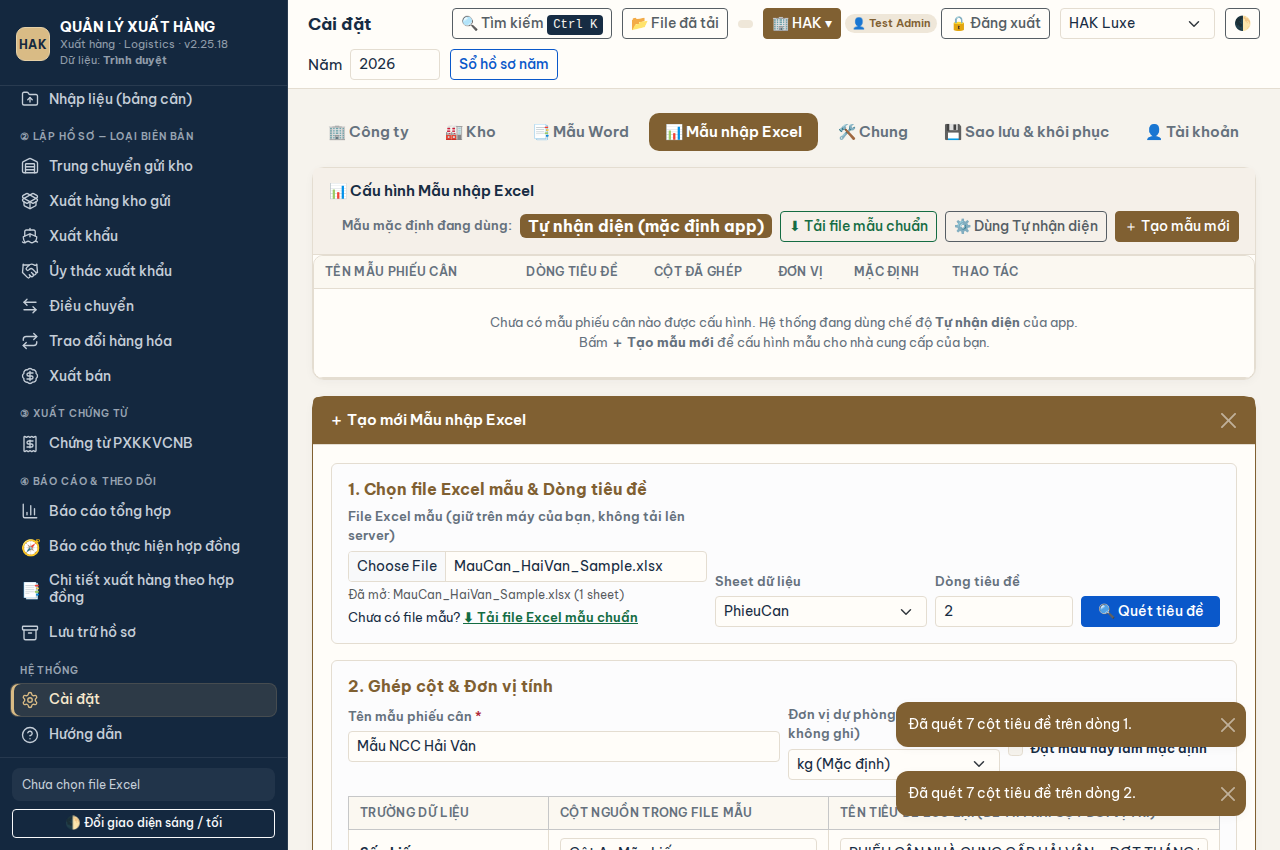 HAK
QUẢN LÝ XUẤT HÀNG
Xuất hàng · Logistics · v2.25.18
Dữ liệu: Trình duyệt
Nhập liệu (bảng cân)
② LẬP HỒ SƠ — LOẠI BIÊN BẢN
Trung chuyển gửi kho
Xuất hàng kho gửi
Xuất khẩu
Ủy thác xuất khẩu
Điều chuyển
Trao đổi hàng hóa
Xuất bán
③ XUẤT CHỨNG TỪ
Chứng từ PXKKVCNB
④ BÁO CÁO & THEO DÕI
Báo cáo tổng hợp
Báo cáo thực hiện hợp đồng
Chi tiết xuất hàng theo hợp
đồng
Lưu trữ hồ sơ
HỆ THỐNG
Cài đặt
Hướng dẫn
Chưa chọn file Excel
Đổi giao diện sáng / tối
Cài đặt
Tìm kiếm Ctrl K
File đã tải
HAK ▾
Test Admin
Đăng xuất
HAK Luxe
Năm 2026
Sổ hồ sơ năm
Công ty
Kho
Mẫu Word
Mẫu nhập Excel
Chung
Sao lưu & khôi phục
Tài khoản
Cấu hình Mẫu nhập Excel
Mẫu mặc định đang dùng: Tự nhận diện (mặc định app)
⬇ Tải file mẫu chuẩn
Dùng Tự nhận diện
+ Tạo mẫu mới
TÊN MẪU PHIẾU CÂN DÒNG TIÊU ĐỀ CỘT ĐÃ GHÉP ĐƠN VỊ MẶC ĐỊNH THAO TÁC
Chưa có mẫu phiếu cân nào được cấu hình. Hệ thống đang dùng chế độ Tự nhận diện của app.
Bấm + Tạo mẫu mới để cấu hình mẫu cho nhà cung cấp của bạn.
+ Tạo mới Mẫu nhập Excel
1. Chọn file Excel mẫu & Dòng tiêu đề
File Excel mẫu (giữ trên máy của bạn, không tải lên
server)
Choose File MauCan_HaiVan_Sample.xlsx
Đã mở: MauCan_HaiVan_Sample.xlsx (1 sheet)
Chưa có file mẫu? ⬇ Tải file Excel mẫu chuẩn
Sheet dữ liệu
PhieuCan
Dòng tiêu đề
2
Quét tiêu đề
2. Ghép cột & Đơn vị tính
Tên mẫu phiếu cân *
Mẫu NCC Hải Vân
Đơn vị dự phòng
không ghi)
kg (Mặc định)
Đặt mẫu này làm mặc định
Đã quét 7 cột tiêu đề trên dòng 1.
Đã quét 7 cột tiêu đề trên dòng 2.
TRƯỜNG DỮ LIỆU CỘT NGUỒN TRONG FILE MẪU